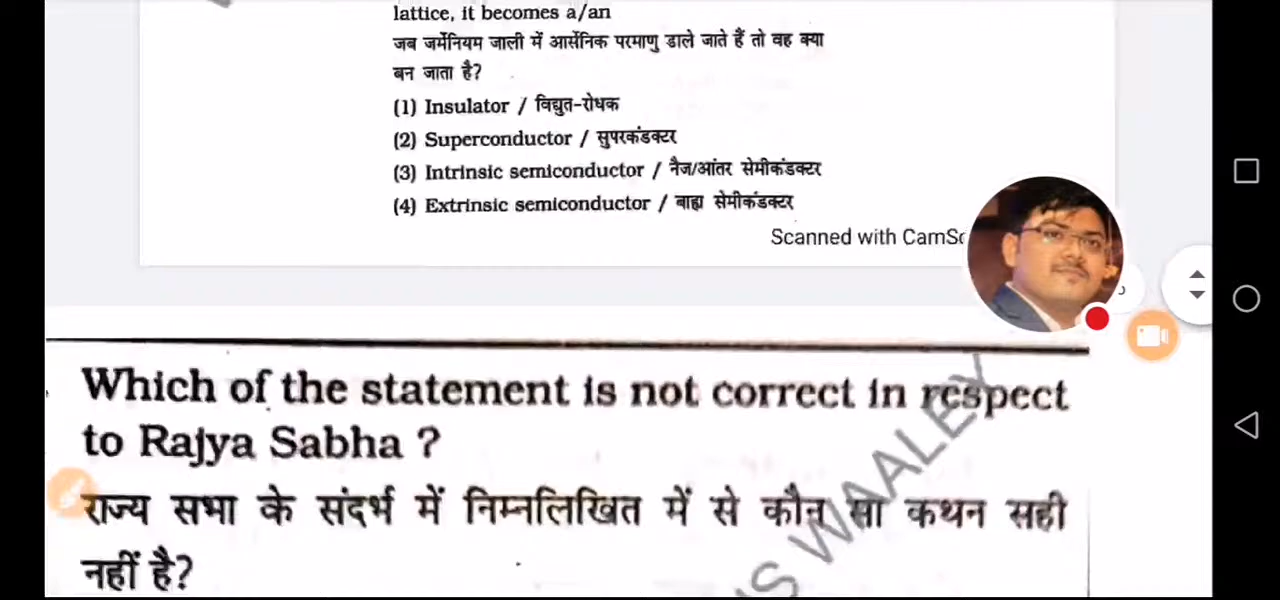 lattice, it becomes a/an
जब जर्मेनियम जाली में आर्सेनिक परमाणु डाले जाते हैं तो वह क्या
बन जाता है?
(1) Insulator / विद्युत-रोधक
(2) Superconductor / सुपरकंडक्टर
(3) Intrinsic semiconductor / नैज/आंतर सेमीकंडक्टर
(4) Extrinsic semiconductor / बाह्य सेमीकंडक्टर
Scanned with CamSc
Which of the statement is not correct in respect
to Rajya Sabha ?
राज्य सभा के संदर्भ में निम्नलिखित में से कौन सा कथन सही
नहीं है?
S WAALEY